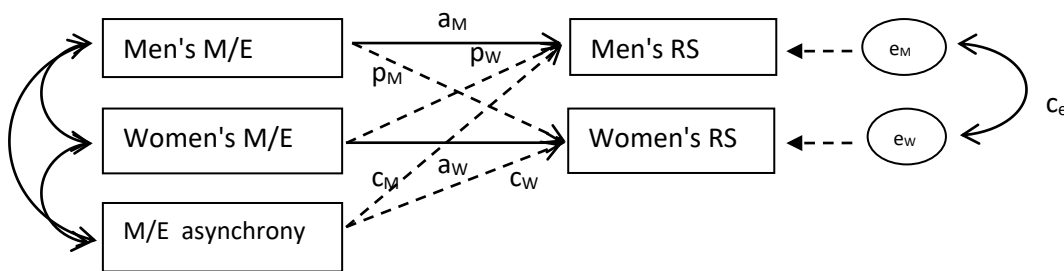 a_M
Men's M/E
Men's RS
e_M
p_W
p_M
c_e
Women's M/E
Women's RS
e_W
a_W
c_M
c_W
M/E asynchrony